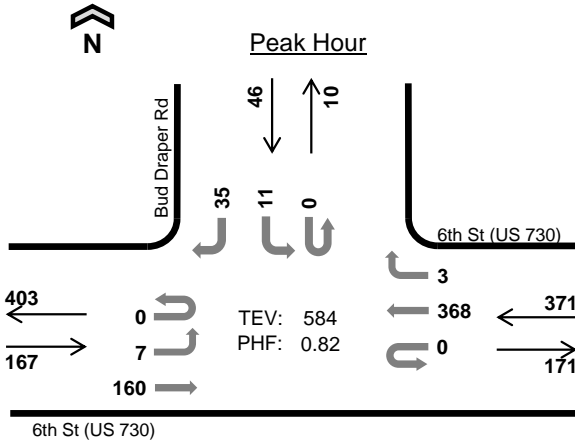 N
Peak Hour
46
10
Bud Draper Rd
35
11
0
6th St (US 730)
3
403
0
TEV: 584
368
371
167
7
PHF: 0.82
0
171
160
6th St (US 730)